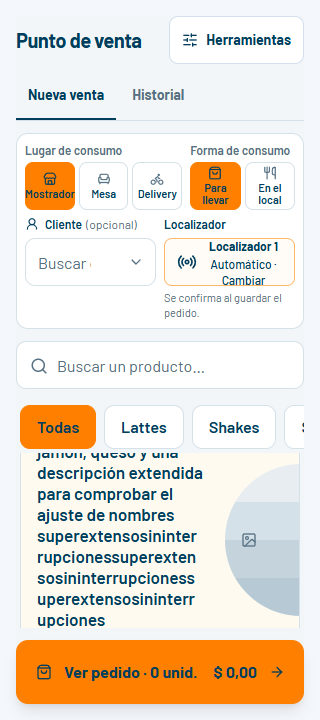 Punto de venta
Herramientas
Nueva venta
Historial
Lugar de consumo
Forma de consumo
Mostrador
Mesa
Delivery
Para llevar
En el local
Cliente (opcional)
Localizador
Buscar
Localizador 1
Automático ·
Cambiar
Se confirma al guardar el
pedido.
Buscar un producto...
Todas
Lattes
Shakes
jamón, queso y una
descripción extendida
para comprobar el
ajuste de nombres
superextensosininter
rupcionessuperexten
sosininterrupcioness
uperextensosininterr
upciones
Ver pedido · 0 unid.
$ 0,00